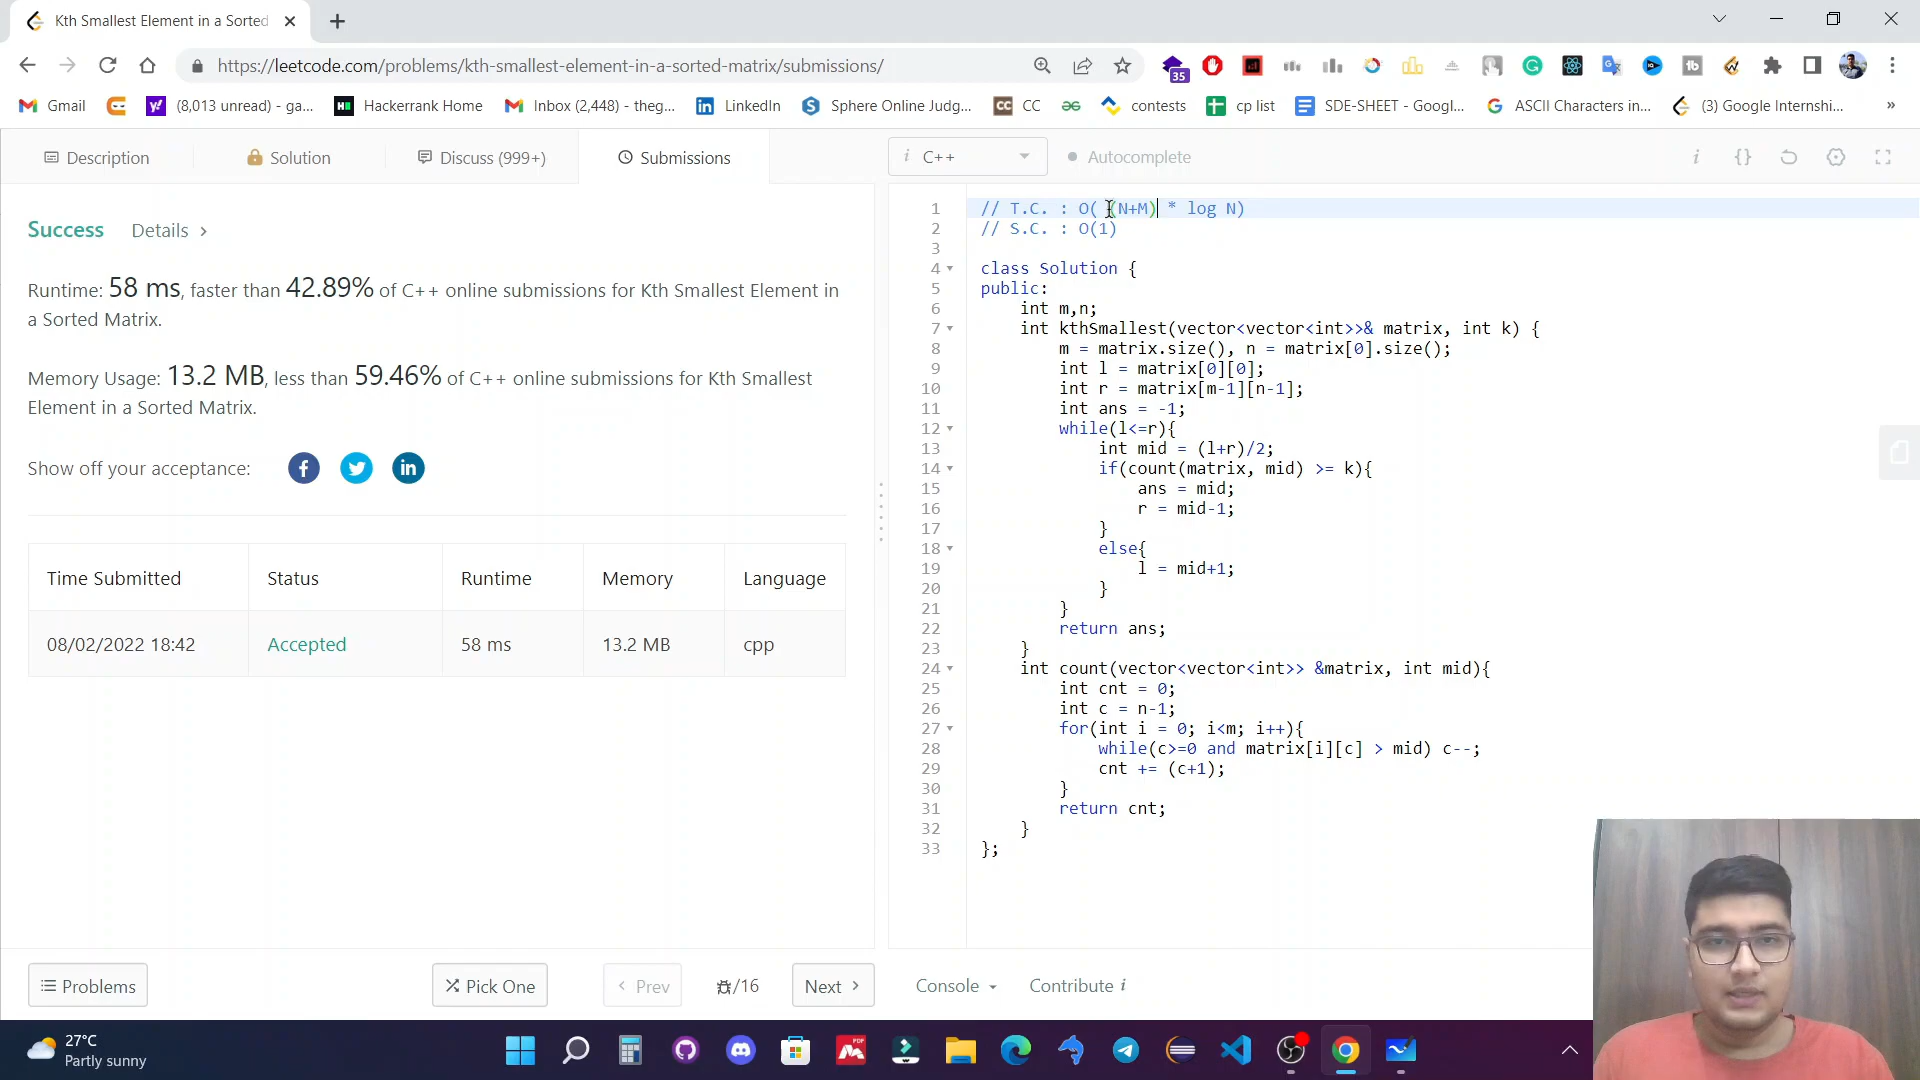 Kth Smallest Element in a Sorted
https://leetcode.com/problems/kth-smallest-element-in-a-sorted-matrix/submissions/
35
Gmail
(8,013 unread) - ga...
Hackerrank Home
Inbox (2,448) - theg...
LinkedIn
Sphere Online Judg...
CC
contests
cp list
SDE-SHEET - Googl...
ASCII Characters in...
(3) Google Internshi...
»
Description
Solution
Discuss (999+)
Submissions
i C++
Autocomplete
Success Details
Runtime: 58 ms, faster than 42.89% of C++ online submissions for Kth Smallest Element in
a Sorted Matrix.
Memory Usage: 13.2 MB, less than 59.46% of C++ online submissions for Kth Smallest
Element in a Sorted Matrix.
Show off your acceptance:
Time Submitted Status Runtime Memory Language
08/02/2022 18:42 Accepted 58 ms 13.2 MB cpp
1 // T.C. : O( (N+M) * log N)
2 // S.C. : O(1)
3
4 class Solution {
5 public:
6 int m,n;
7 int kthSmallest(vector<vector<int>>& matrix, int k) {
8 m = matrix.size(), n = matrix[0].size();
9 int l = matrix[0][0];
10 int r = matrix[m-1][n-1];
11 int ans = -1;
12 while(l<=r){
13 int mid = (l+r)/2;
14 if(count(matrix, mid) >= k){
15 ans = mid;
16 r = mid-1;
17 }
18 else{
19 l = mid+1;
20 }
21 }
22 return ans;
23 }
24 int count(vector<vector<int>> &matrix, int mid){
25 int cnt = 0;
26 int c = n-1;
27 for(int i = 0; i<m; i++){
28 while(c>=0 and matrix[i][c] > mid) c--;
29 cnt += (c+1);
30 }
31 return cnt;
32 }
33 };
Problems
Pick One
Prev
/16
Next
Console
Contribute i
27°C
Partly sunny